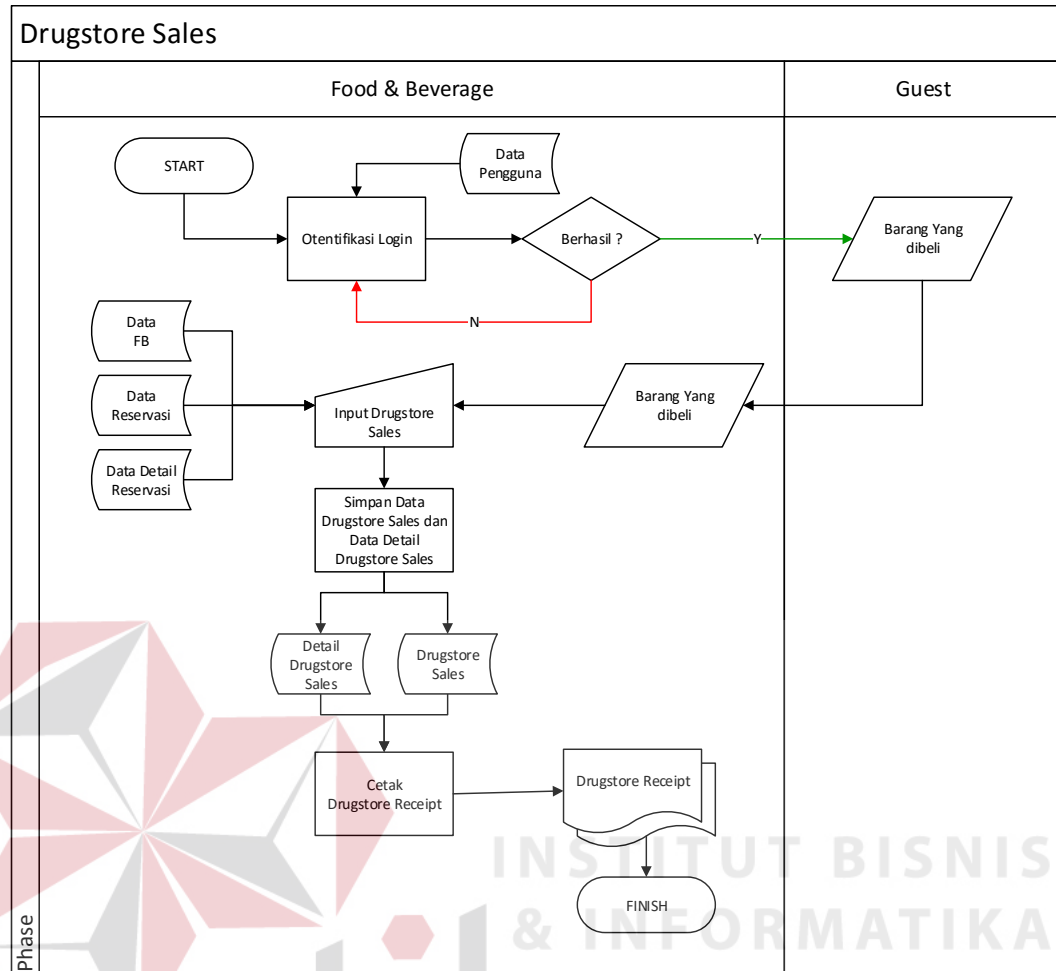 Drugstore Sales
Food & Beverage
Guest
START
Data
Pengguna
Otentifikasi Login
Berhasil ?
Y
Barang Yang
dibeli
N
Data
FB
Data
Reservasi
Data Detail
Reservasi
Input Drugstore
Sales
Barang Yang
dibeli
Simpan Data
Drugstore Sales dan
Data Detail
Drugstore Sales
Detail
Drugstore
Sales
Drugstore
Sales
Cetak
Drugstore Receipt
Drugstore Receipt
FINISH
Phase
INSTITUT BISNIS
& INFORMATIKA